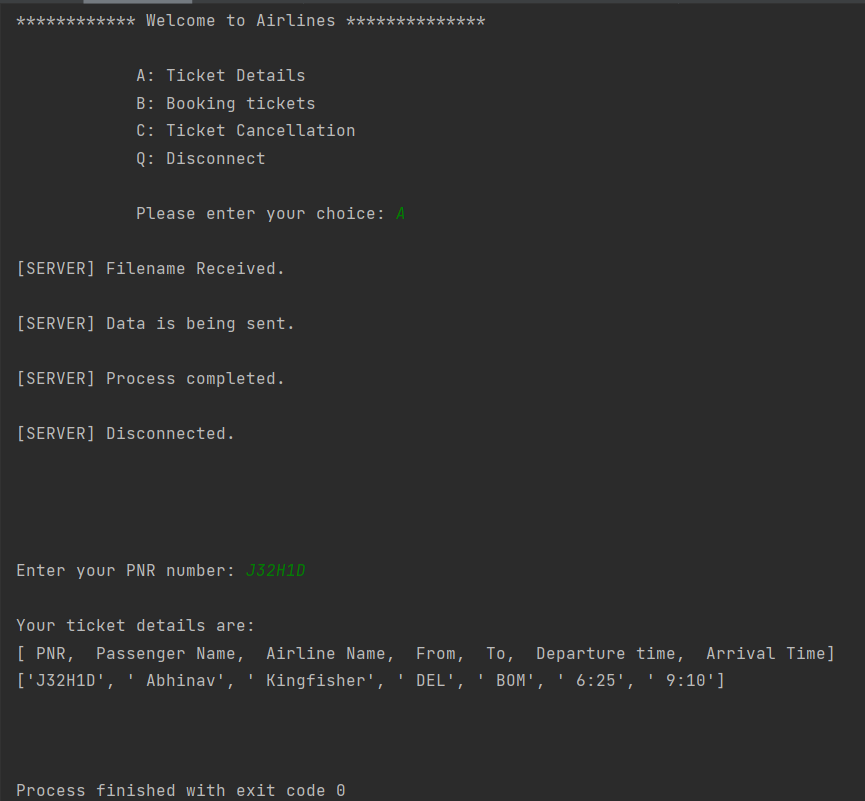 ************ Welcome to Airlines **************
A: Ticket Details
B: Booking tickets
C: Ticket Cancellation
Q: Disconnect
Please enter your choice: A
[SERVER] Filename Received.
[SERVER] Data is being sent.
[SERVER] Process completed.
[SERVER] Disconnected.
Enter your PNR number: J32H1D
Your ticket details are:
[ PNR,  Passenger Name,  Airline Name,  From,  To,  Departure time,  Arrival Time]
['J32H1D', ' Abhinav', ' Kingfisher', ' DEL', ' BOM', ' 6:25', ' 9:10']
Process finished with exit code 0